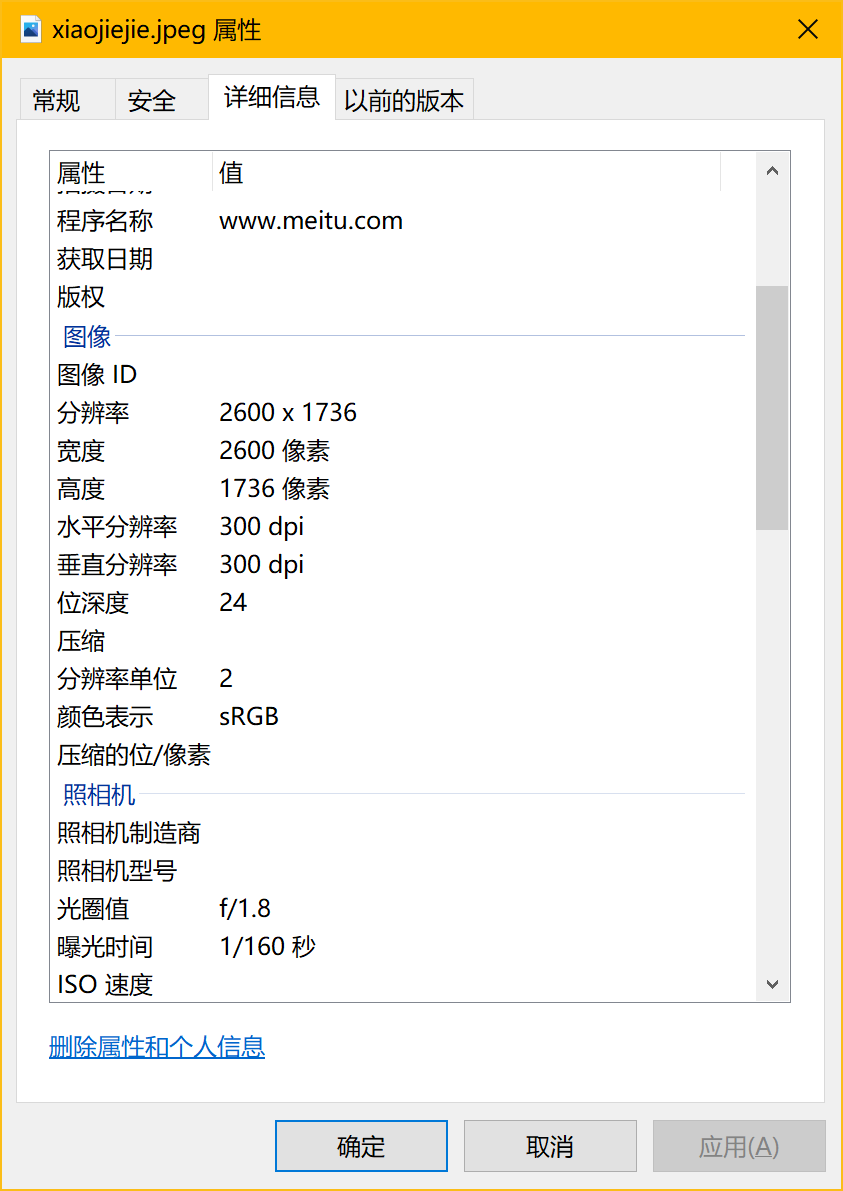 xiaojiejie.jpeg 属性
常规 安全 详细信息 以前的版本
属性 值
程序名称 www.meitu.com
获取日期
版权
图像
图像 ID
分辨率 2600 x 1736
宽度 2600 像素
高度 1736 像素
水平分辨率 300 dpi
垂直分辨率 300 dpi
位深度 24
压缩
分辨率单位 2
颜色表示 sRGB
压缩的位/像素
照相机
照相机制造商
照相机型号
光圈值 f/1.8
曝光时间 1/160 秒
ISO 速度
删除属性和个人信息
确定 取消 应用(A)